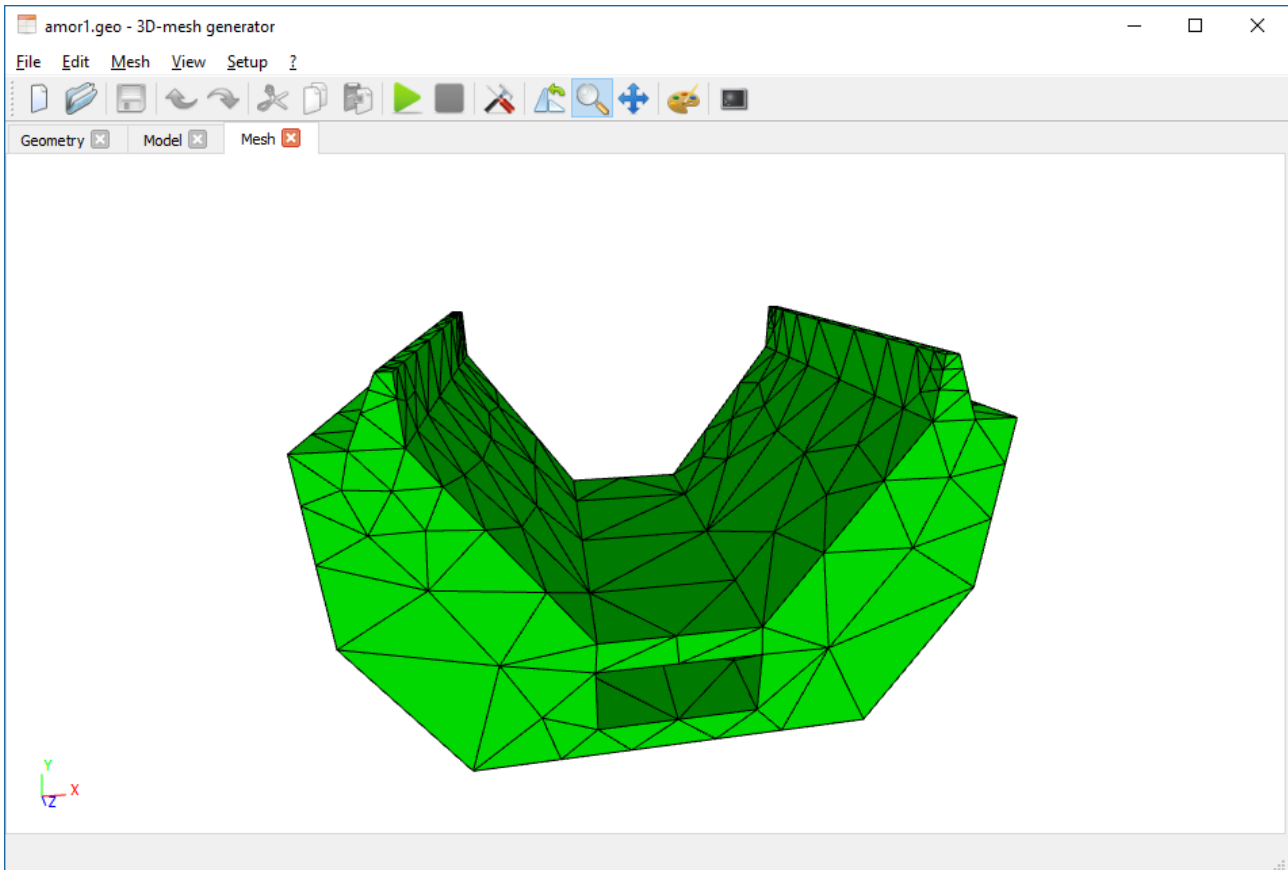 amor1.geo - 3D-mesh generator
File Edit Mesh View Setup ?
Geometry Model Mesh
Y
X
Z